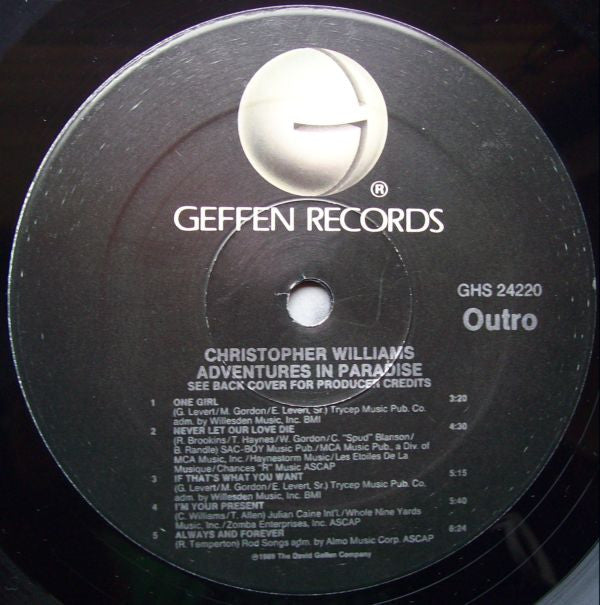 ®
GEFFEN RECORDS
GHS 24220
Outro
CHRISTOPHER WILLIAMS
ADVENTURES IN PARADISE
SEE BACK COVER FOR PRODUCER CREDITS
1 ONE GIRL 3:20
(G. Levert/M. Gordon/E. Levert, Sr.) Trycep Music Pub. Co.
adm. by Willesden Music, Inc. BMI
2 NEVER LET OUR LOVE DIE 4:30
(R. Brookins/T. Haynes/W. Gordon/C. "Spud" Blanson/
B. Randle) SAC-BOY Music Pub./MCA Music Pub., a Div. of
MCA Music, Inc./Haynestorm Music/Les Etoiles De La
Musique/Chances "R" Music ASCAP
3 IF THAT'S WHAT YOU WANT 5:15
(G. Levert/M. Gordon/E. Levert, Sr.) Trycep Music Pub. Co.
adm. by Willesden Music, Inc. BMI
4 I'M YOUR PRESENT 5:40
(C. Williams/T. Allen) Julian Caine Int'l./Whole Nine Yards
Music, Inc./Zomba Enterprises, Inc. ASCAP
5 ALWAYS AND FOREVER 6:24
(R. Temperton) Rod Songs adm. by Almo Music Corp. ASCAP
℗1989 The David Geffen Company